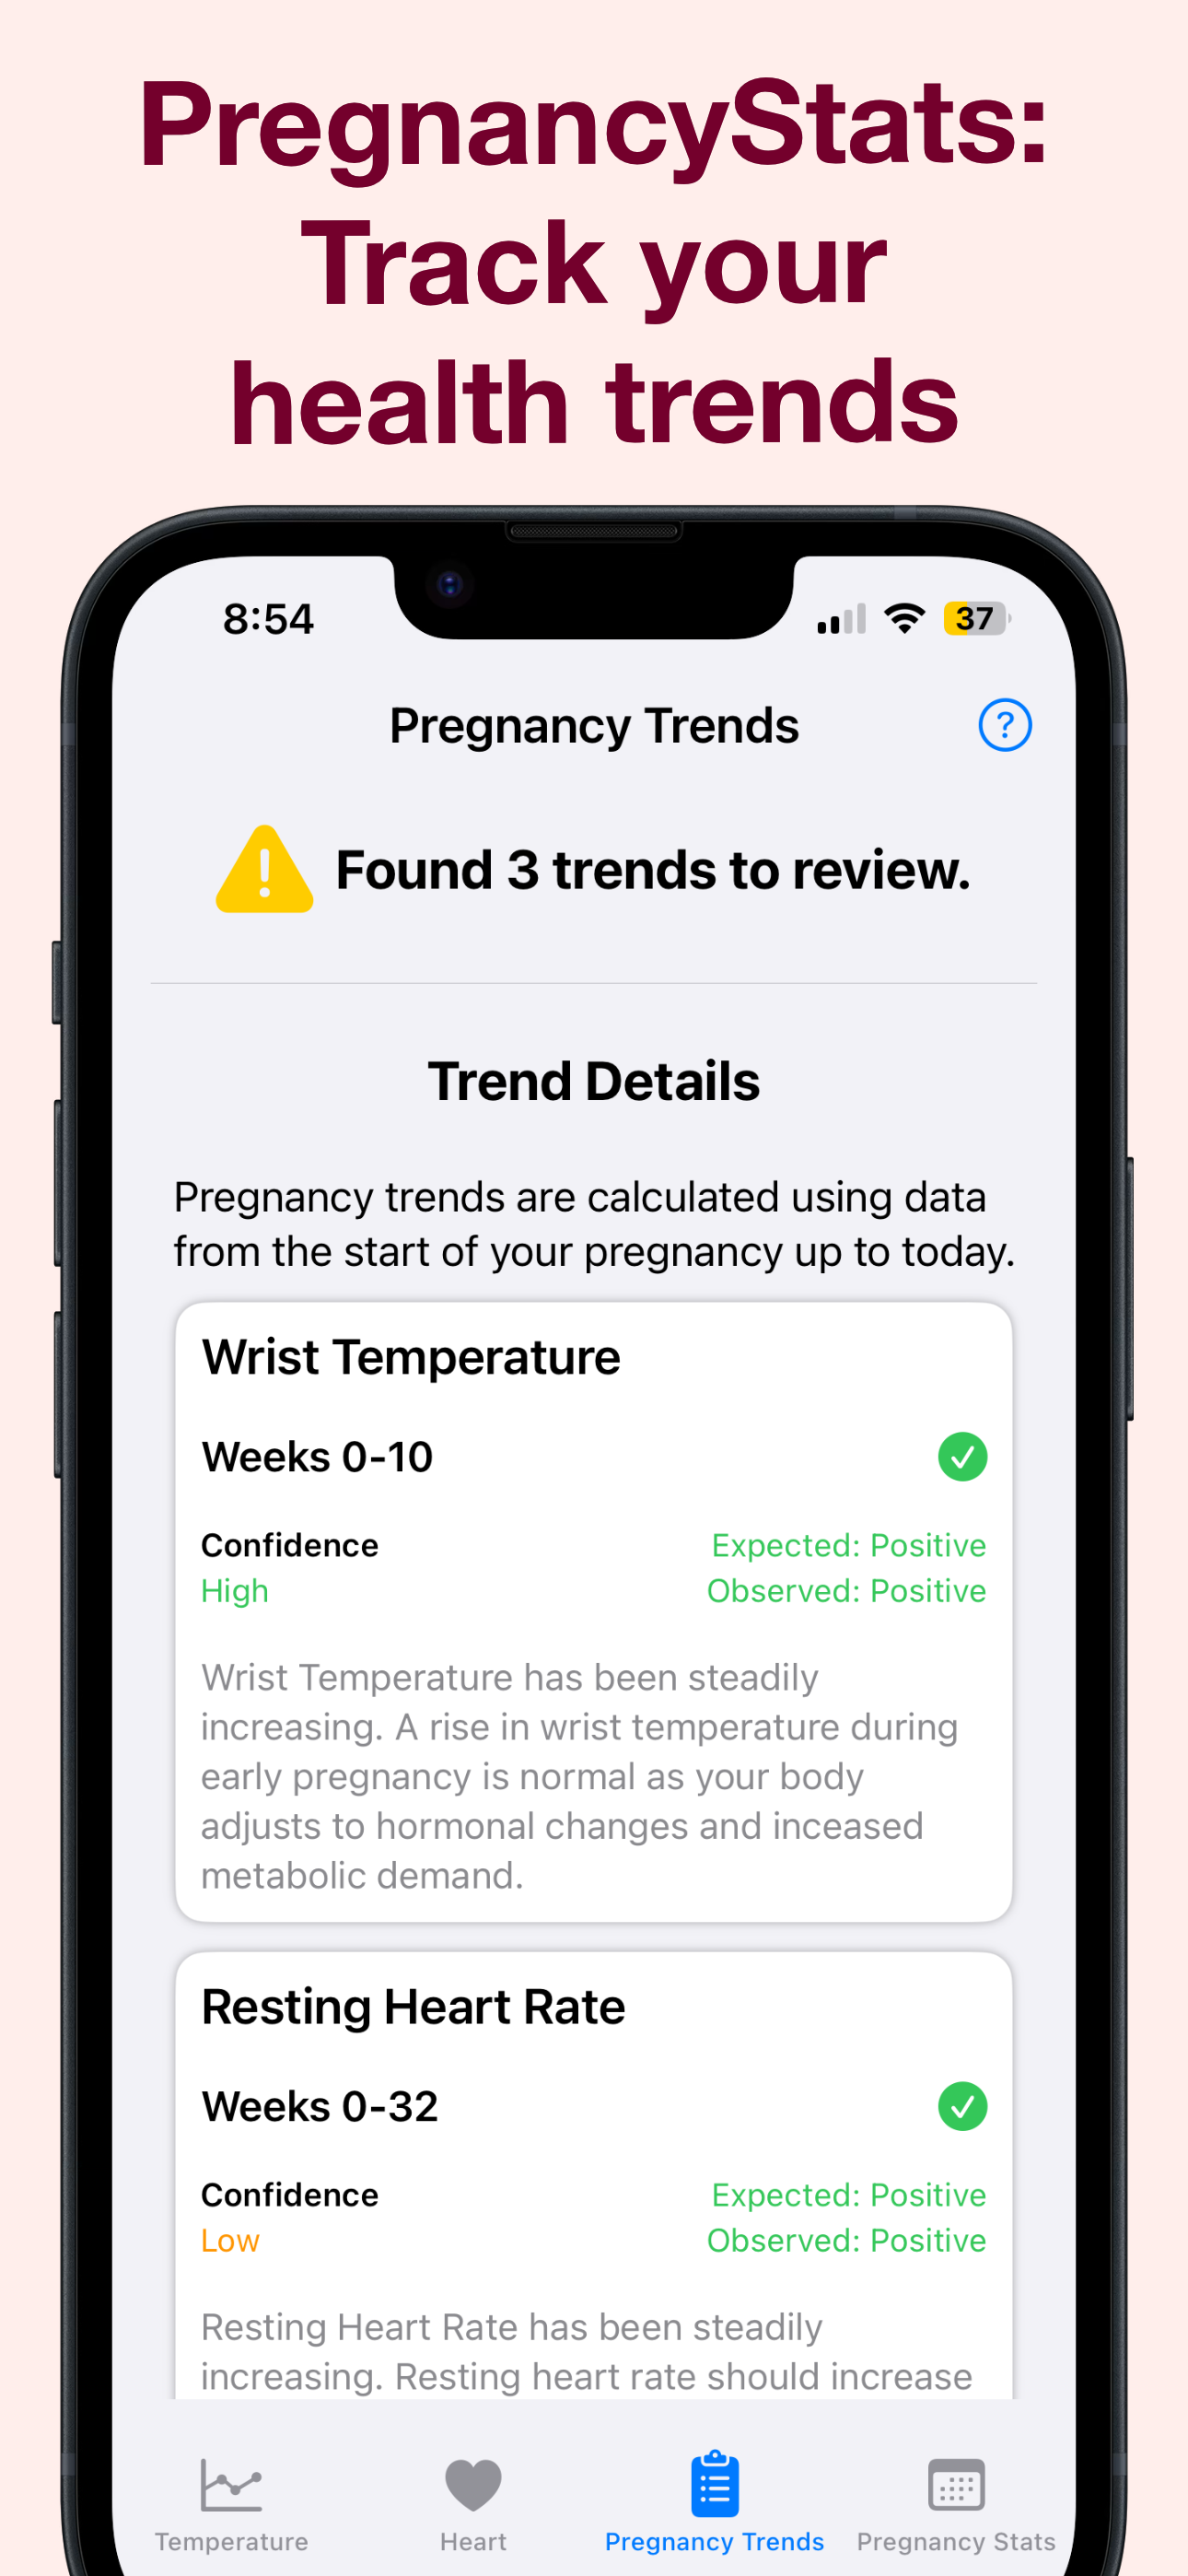 PregnancyStats:
Track your
health trends
8:54
37
Pregnancy Trends
?
Found 3 trends to review.
Trend Details
Pregnancy trends are calculated using data
from the start of your pregnancy up to today.
Wrist Temperature
Weeks 0-10
Confidence
Expected: Positive
High
Observed: Positive
Wrist Temperature has been steadily
increasing. A rise in wrist temperature during
early pregnancy is normal as your body
adjusts to hormonal changes and inceased
metabolic demand.
Resting Heart Rate
Weeks 0-32
Confidence
Expected: Positive
Low
Observed: Positive
Resting Heart Rate has been steadily
increasing. Resting heart rate should increase
Temperature
Heart
Pregnancy Trends
Pregnancy Stats